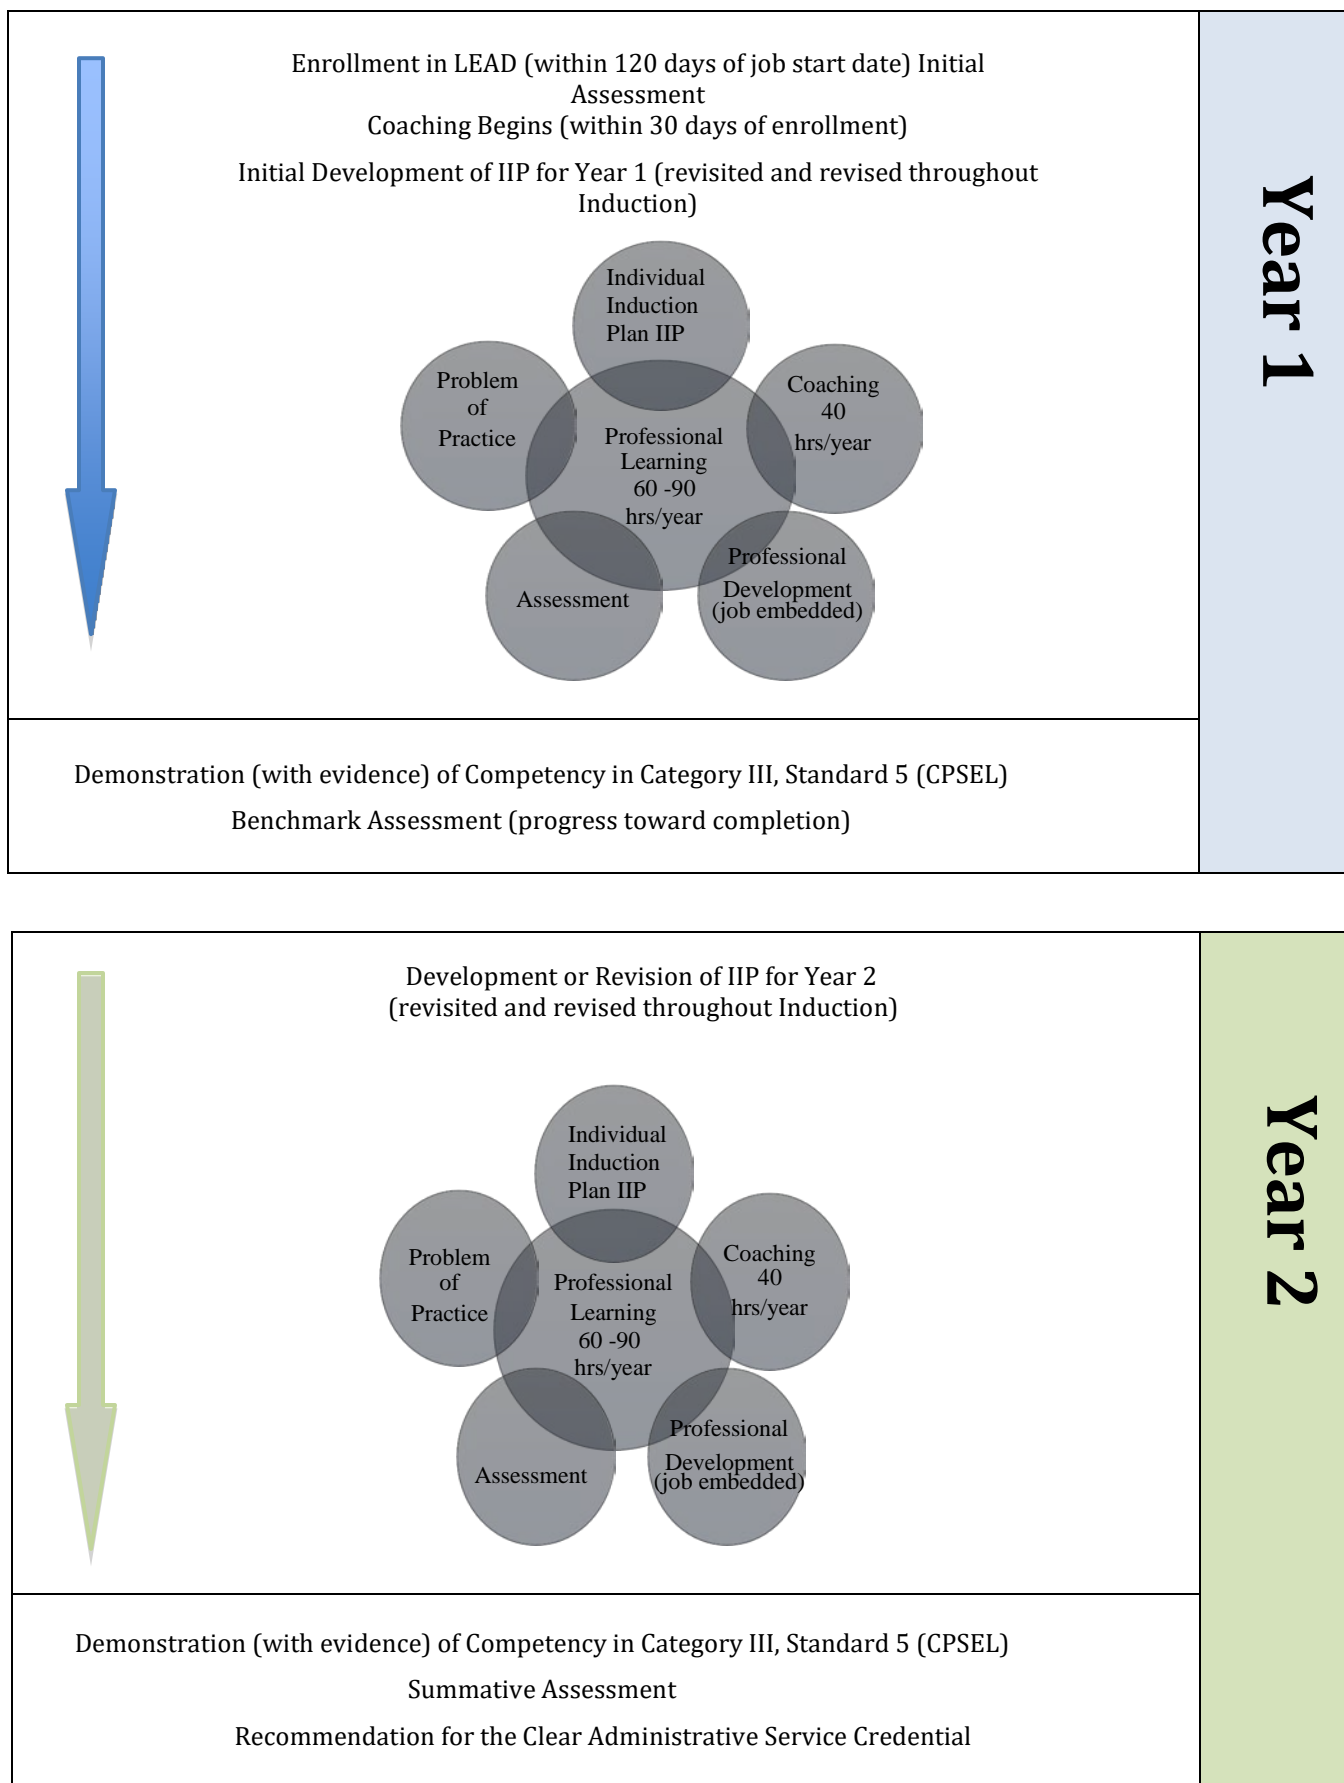 Enrollment in LEAD (within 120 days of job start date) Initial
Assessment
Coaching Begins (within 30 days of enrollment)
Initial Development of IIP for Year 1 (revisited and revised throughout
Induction)
Year 1
Individual
Induction
Plan IIP
Problem
of
Practice
Coaching
40
hrs/year
Professional
Learning
60 -90
hrs/year
Professional
Development
(job embedded)
Assessment
Demonstration (with evidence) of Competency in Category III, Standard 5 (CPSEL)
Benchmark Assessment (progress toward completion)
Development or Revision of IIP for Year 2
(revisited and revised throughout Induction)
Year 2
Individual
Induction
Plan IIP
Problem
of
Practice
Coaching
40
hrs/year
Professional
Learning
60 -90
hrs/year
Professional
Development
(job embedded)
Assessment
Demonstration (with evidence) of Competency in Category III, Standard 5 (CPSEL)
Summative Assessment
Recommendation for the Clear Administrative Service Credential